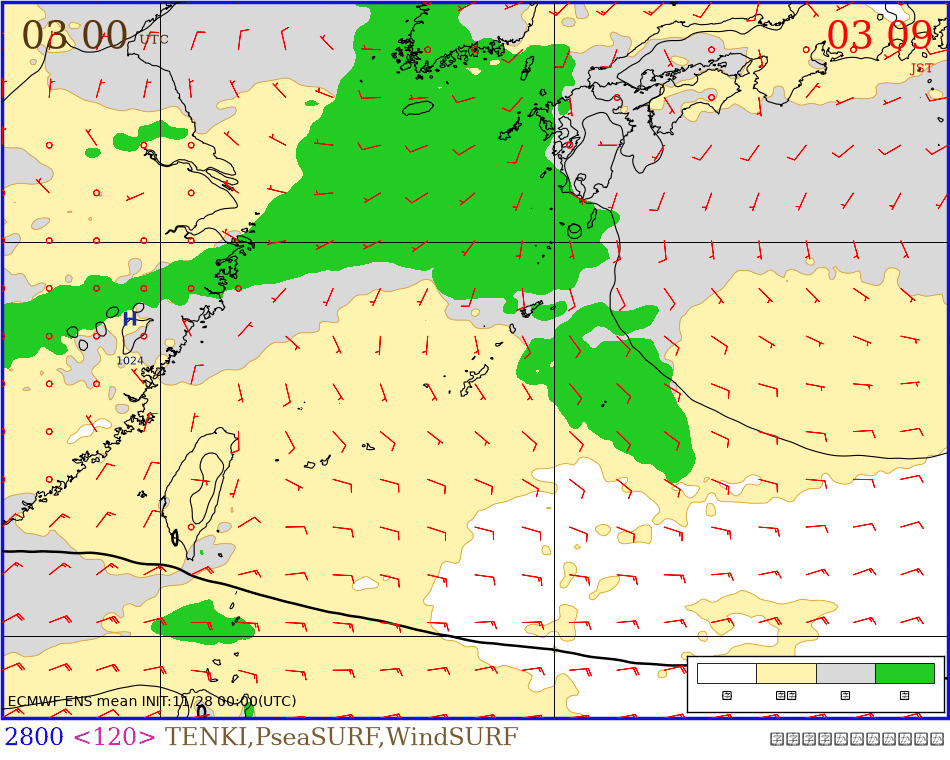 03 00 UTC
03 09
JST
H
1024
ECMWF ENS mean INIT:11/28 00:00(UTC)
2800 <120> TENKI,PseaSURF,WindSURF